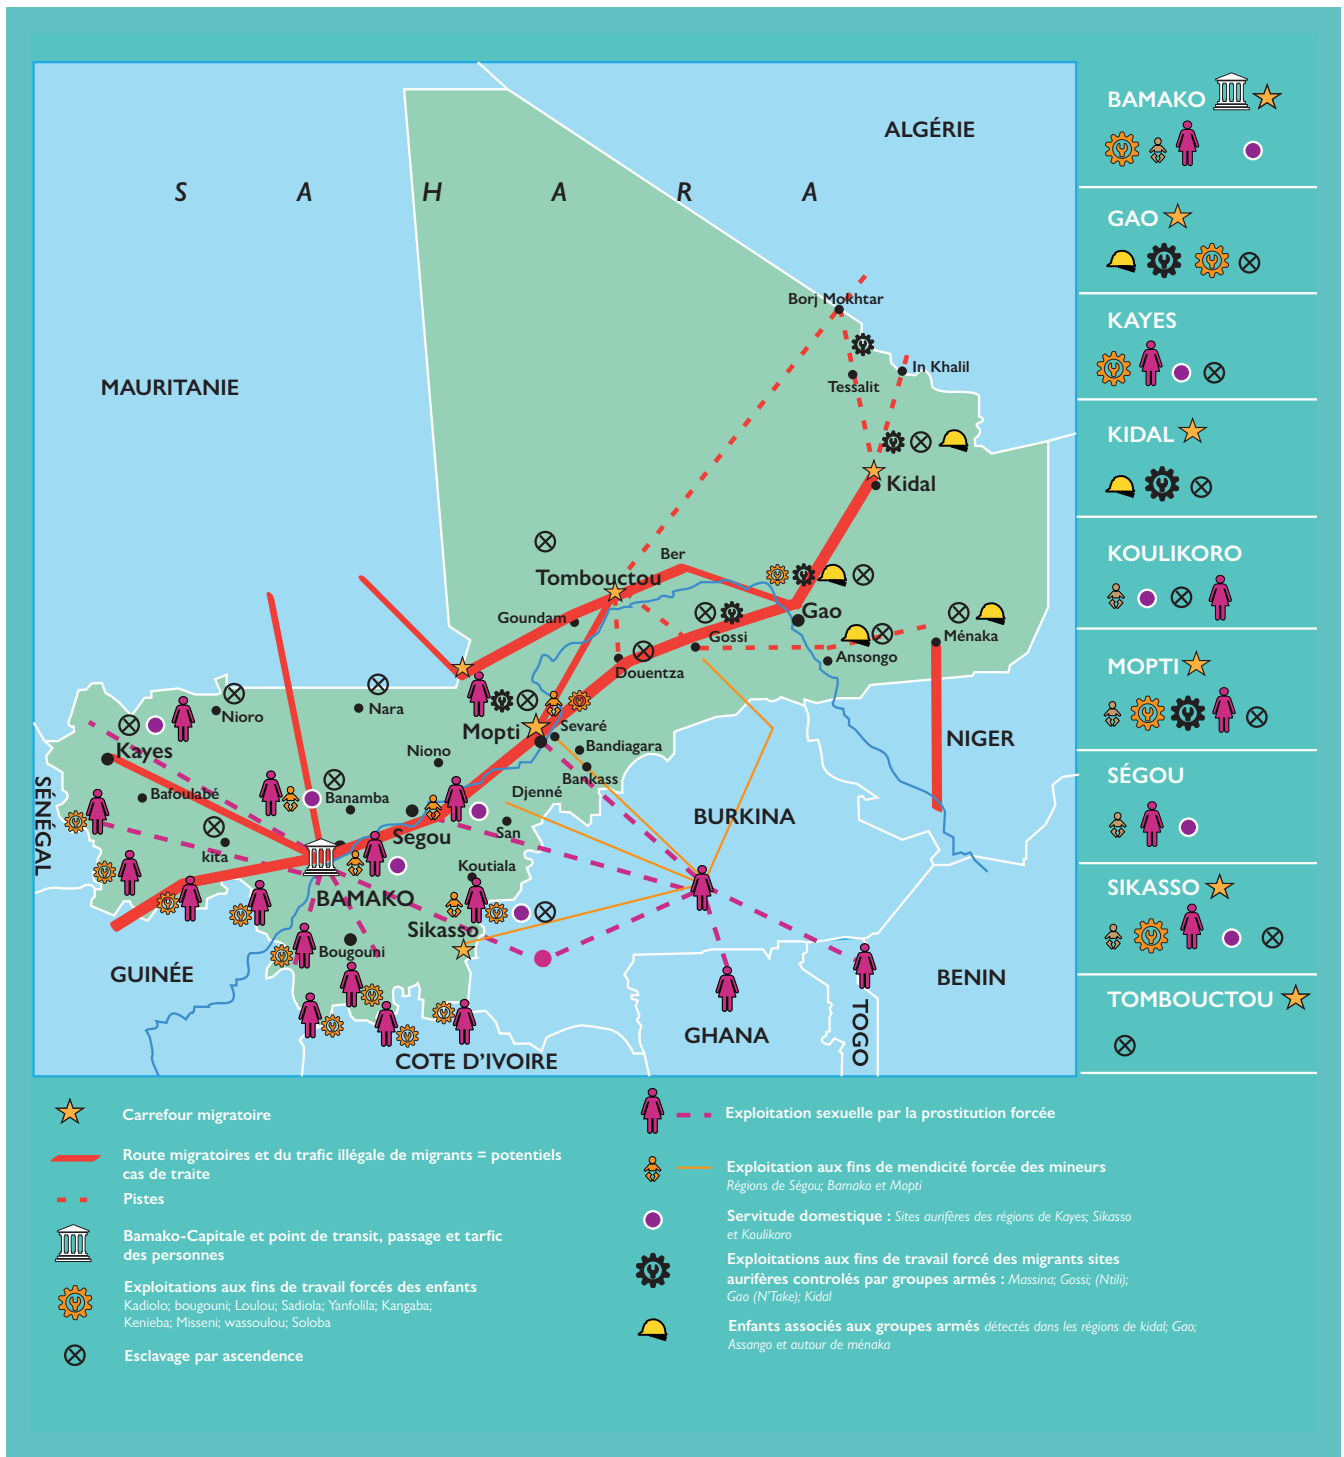 S A H A R A
ALGÉRIE
MAURITANIE
Borj Mokhtar
In Khalil
Tessalit
Kidal
Ber
Tombouctou
Goundam
Gao
Gossi
Ménaka
Ansongo
Douentza
Nioro
Nara
Mopti
Sevaré
Bandiagara
Bankass
Djenné
Niono
NIGER
Kayes
Bafoulabé
Banamba
Ségou
San
BURKINA
SÉNÉGAL
kita
Koutiala
BAMAKO
Sikasso
Bougouni
GUINÉE
BENIN
GHANA
TOGO
COTE D'IVOIRE
BAMAKO
GAO
KAYES
KIDAL
KOULIKORO
MOPTI
SÉGOU
SIKASSO
TOMBOUCTOU
Carrefour migratoire
Route migratoires et du trafic illégale de migrants = potentiels
cas de traite
Pistes
Bamako-Capitale et point de transit, passage et tarfic
des personnes
Exploitations aux fins de travail forcés des enfants
Kadiolo; bougouni; Loulou; Sadiola; Yanfolila; Kangaba;
Kenieba; Misseni; wassoulou; Soloba
Esclavage par ascendence
Exploitation sexuelle par la prostitution forcée
Exploitation aux fins de mendicité forcée des mineurs
Régions de Ségou; Bamako et Mopti
Servitude domestique : Sites aurifères des régions de Kayes; Sikasso
et Koulikoro
Exploitations aux fins de travail forcé des migrants sites
aurifères controlés par groupes armés : Massina; Gossi; (Ntili);
Gao (N'Take); Kidal
Enfants associés aux groupes armés détectés dans les régions de kidal; Gao;
Assango et autour de ménaka